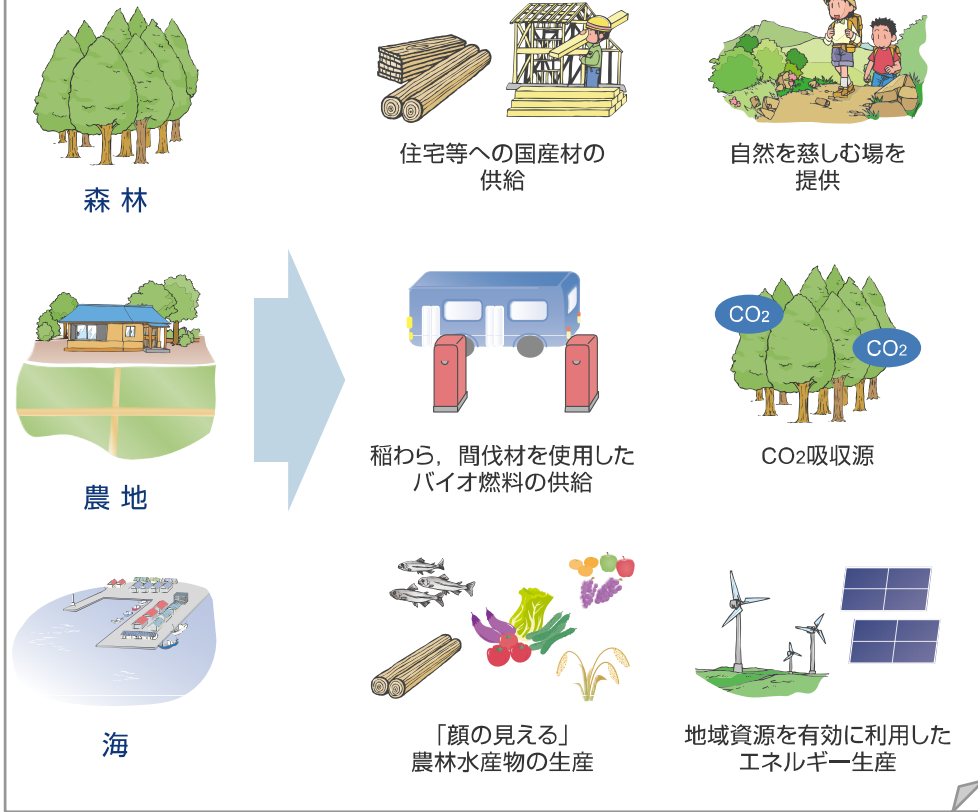 住宅等への国産材の
供給
自然を慈しむ場を
提供
森 林
CO2
CO2
稲わら，間伐材を使用した
バイオ燃料の供給
CO2吸収源
農 地
「顔の見える」
農林水産物の生産
地域資源を有効に利用した
エネルギー生産
海